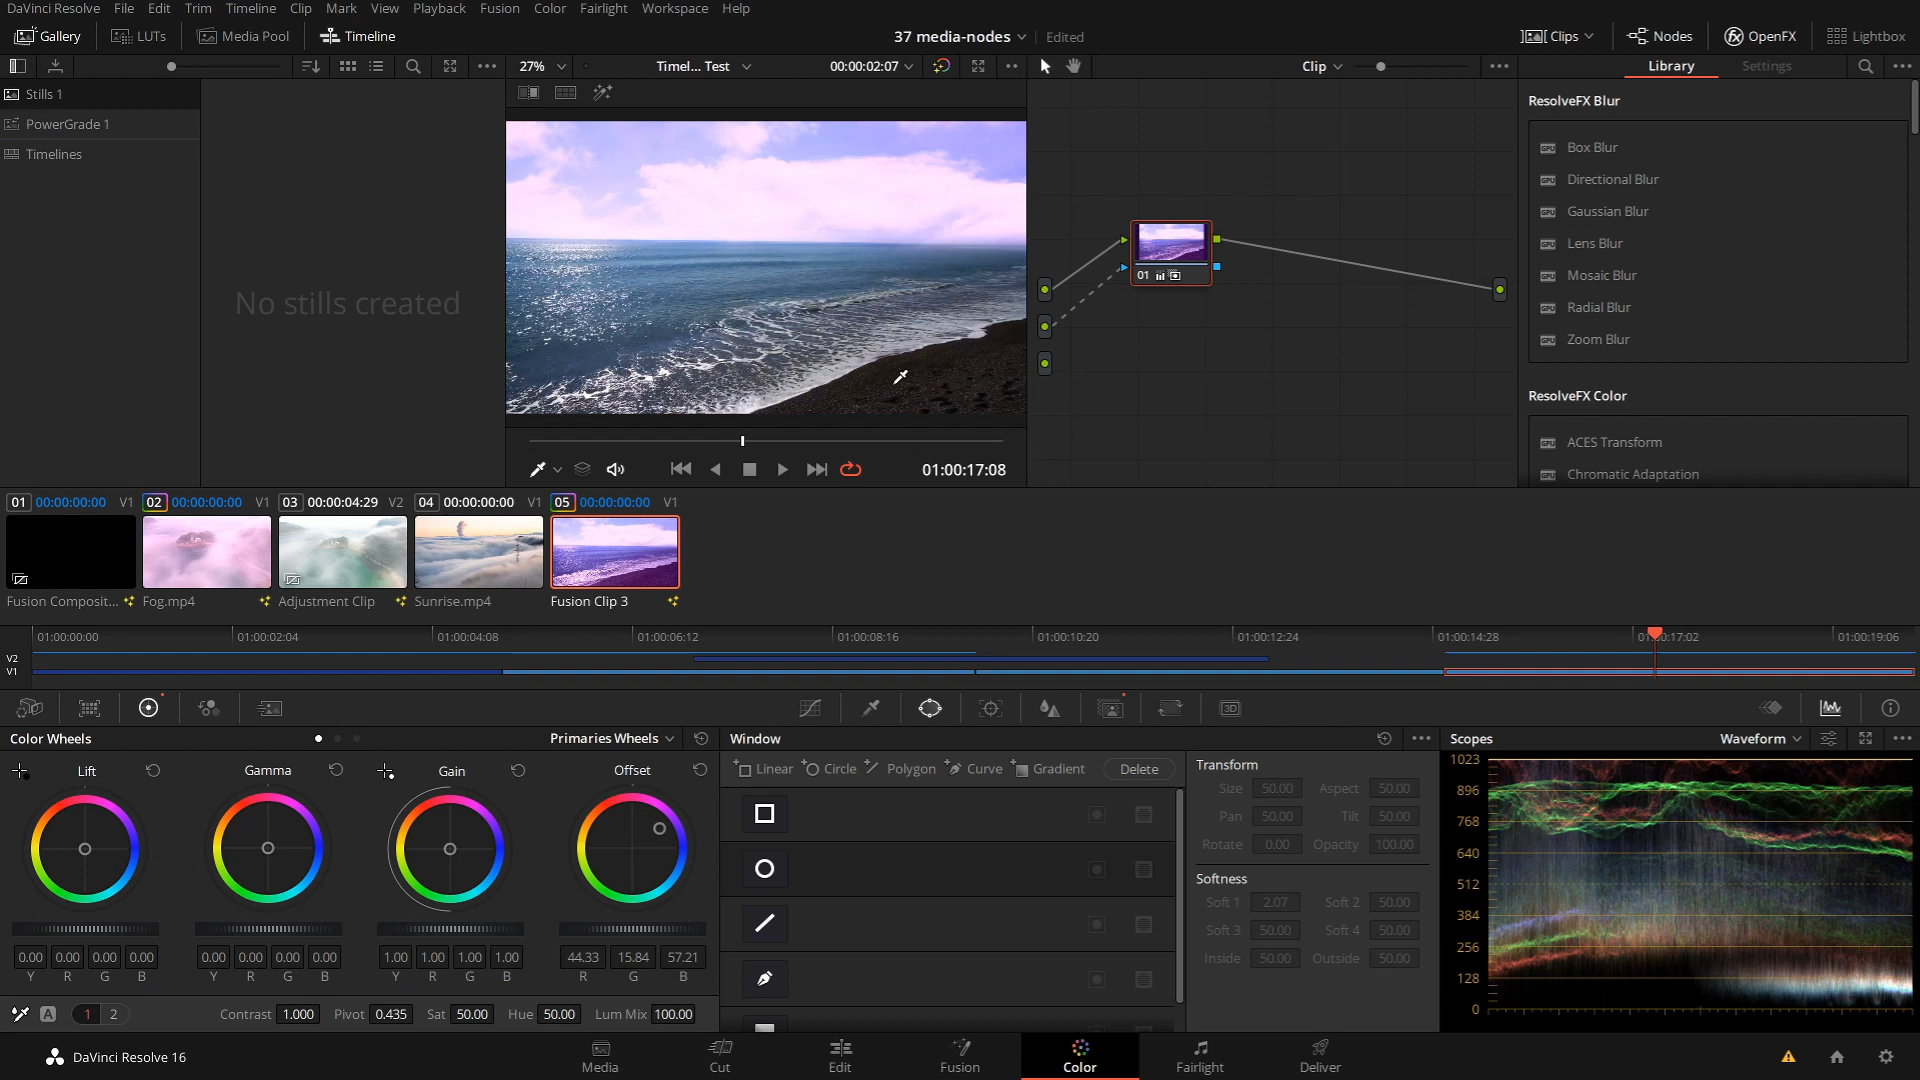 DaVinci Resolve File Edit Trim Timeline Clip Mark View Playback Fusion Color Fairlight Workspace Help
Gallery LUTs Media Pool Timeline 37 media-nodes Edited Clips Nodes OpenFX Lightbox
27% Timel... Test 00:00:02:07 Clip Library Settings
Stills 1
PowerGrade 1
Timelines
No stills created
01
ResolveFX Blur
Box Blur
Directional Blur
Gaussian Blur
Lens Blur
Mosaic Blur
Radial Blur
Zoom Blur
ResolveFX Color
ACES Transform
Chromatic Adaptation
01:00:17:08
01 00:00:00:00 V1 02 00:00:00:00 V1 03 00:00:04:29 V2 04 00:00:00:00 V1 05 00:00:00:00 V1
Fusion Composit... Fog.mp4 Adjustment Clip Sunrise.mp4 Fusion Clip 3
01:00:00:00 01:00:02:04 01:00:04:08 01:00:06:12 01:00:08:16 01:00:10:20 01:00:12:24 01:00:14:28 01:00:17:02 01:00:19:06
V2
V1
3D
Color Wheels Primaries Wheels Window Scopes Waveform
Lift Gamma Gain Offset
Linear Circle Polygon Curve Gradient Delete
Transform
Size 50.00 Aspect 50.00
Pan 50.00 Tilt 50.00
Rotate 0.00 Opacity 100.00
Softness
Soft 1 2.07 Soft 2 50.00
Soft 3 50.00 Soft 4 50.00
Inside 50.00 Outside 50.00
1023
896
768
640
512
384
256
128
0
0.00 0.00 0.00 0.00 0.00 0.00 0.00 0.00 1.00 1.00 1.00 1.00 44.33 15.84 57.21
Y R G B Y R G B Y R G B R G B
A 1 2 Contrast 1.000 Pivot 0.435 Sat 50.00 Hue 50.00 Lum Mix 100.00
DaVinci Resolve 16 Media Cut Edit Fusion Color Fairlight Deliver